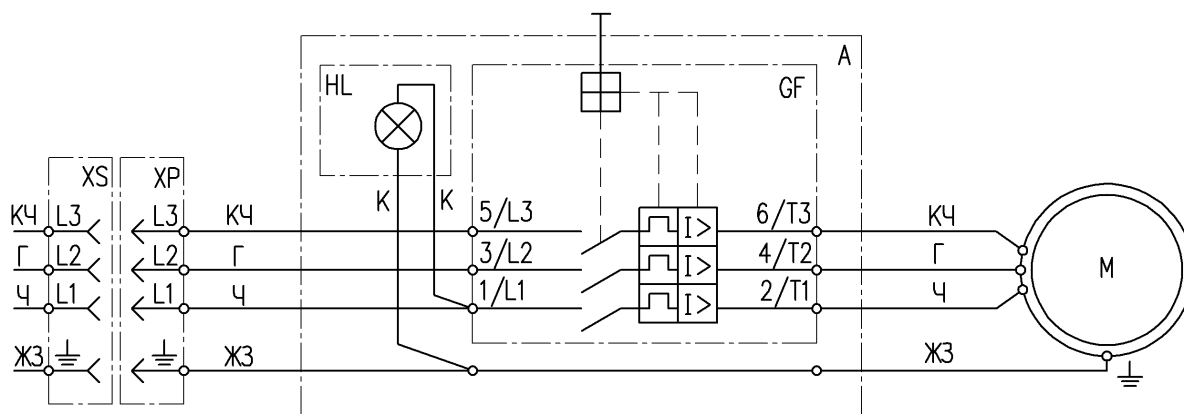 A
HL
GF
XS
XP
К
К
КЧ
L3
L3
КЧ
5/L3
I>
6/T3
КЧ
Г
L2
L2
Г
3/L2
I>
4/T2
Г
M
Ч
L1
L1
Ч
1/L1
I>
2/T1
Ч
ЖЗ
ЖЗ
ЖЗ